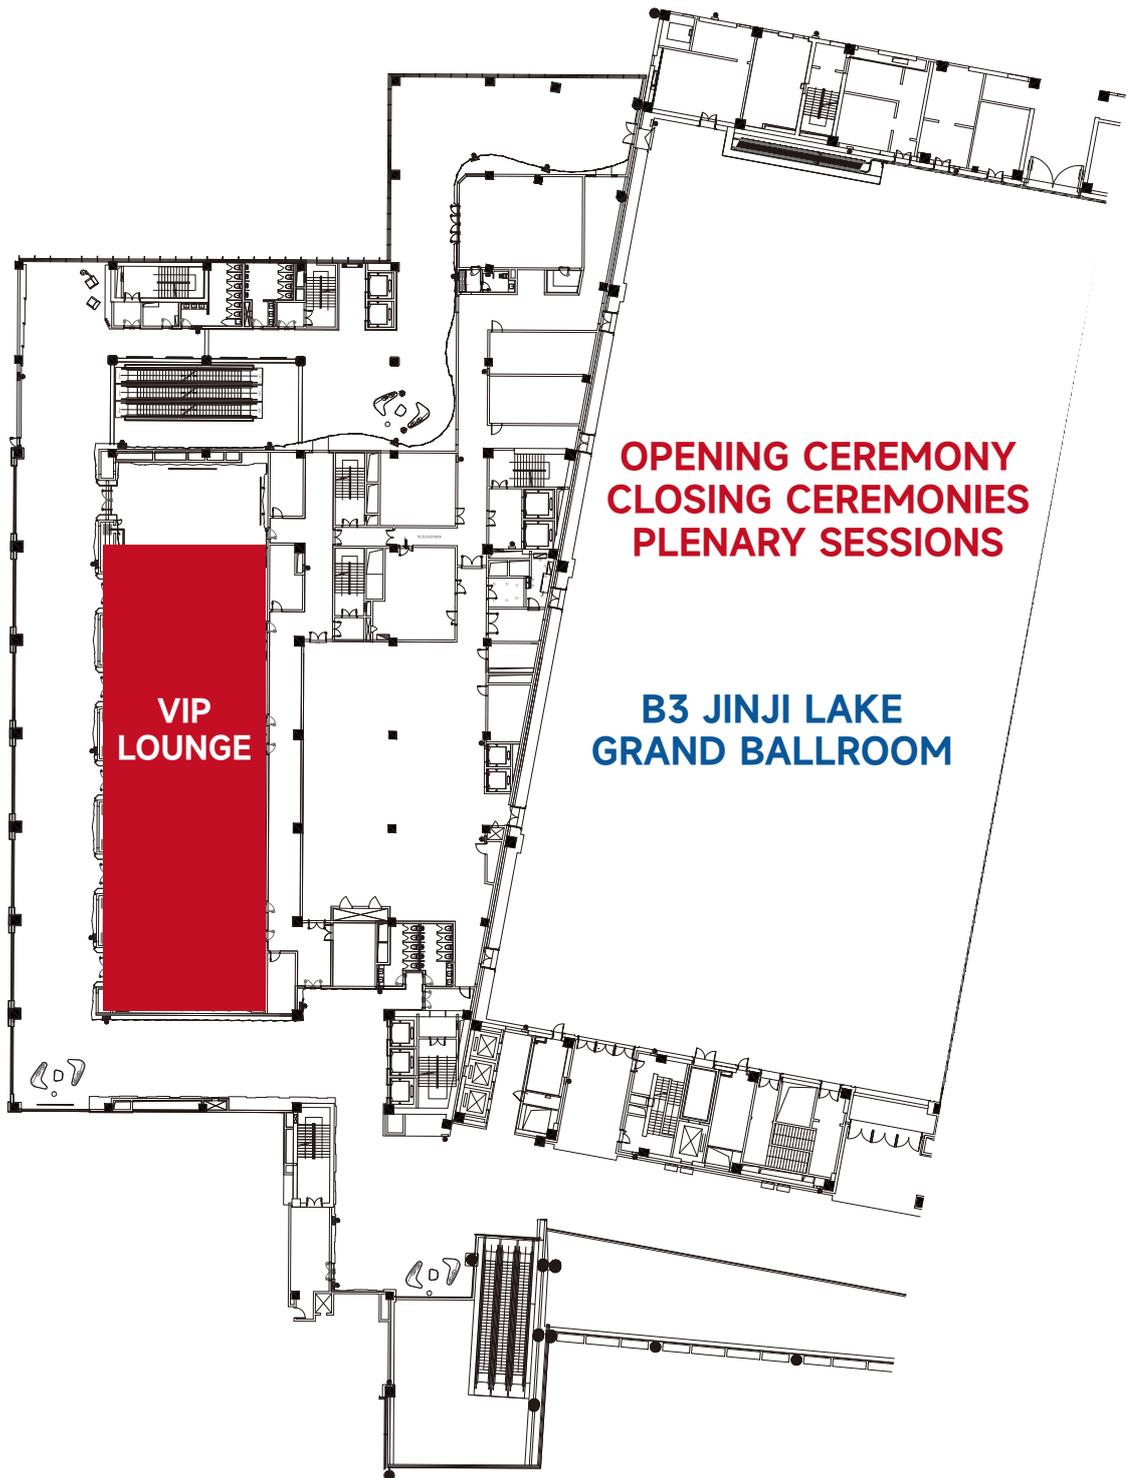 OPENING CEREMONY
CLOSING CEREMONIES
PLENARY SESSIONS
VIP
LOUNGE
B3 JINJI LAKE
GRAND BALLROOM